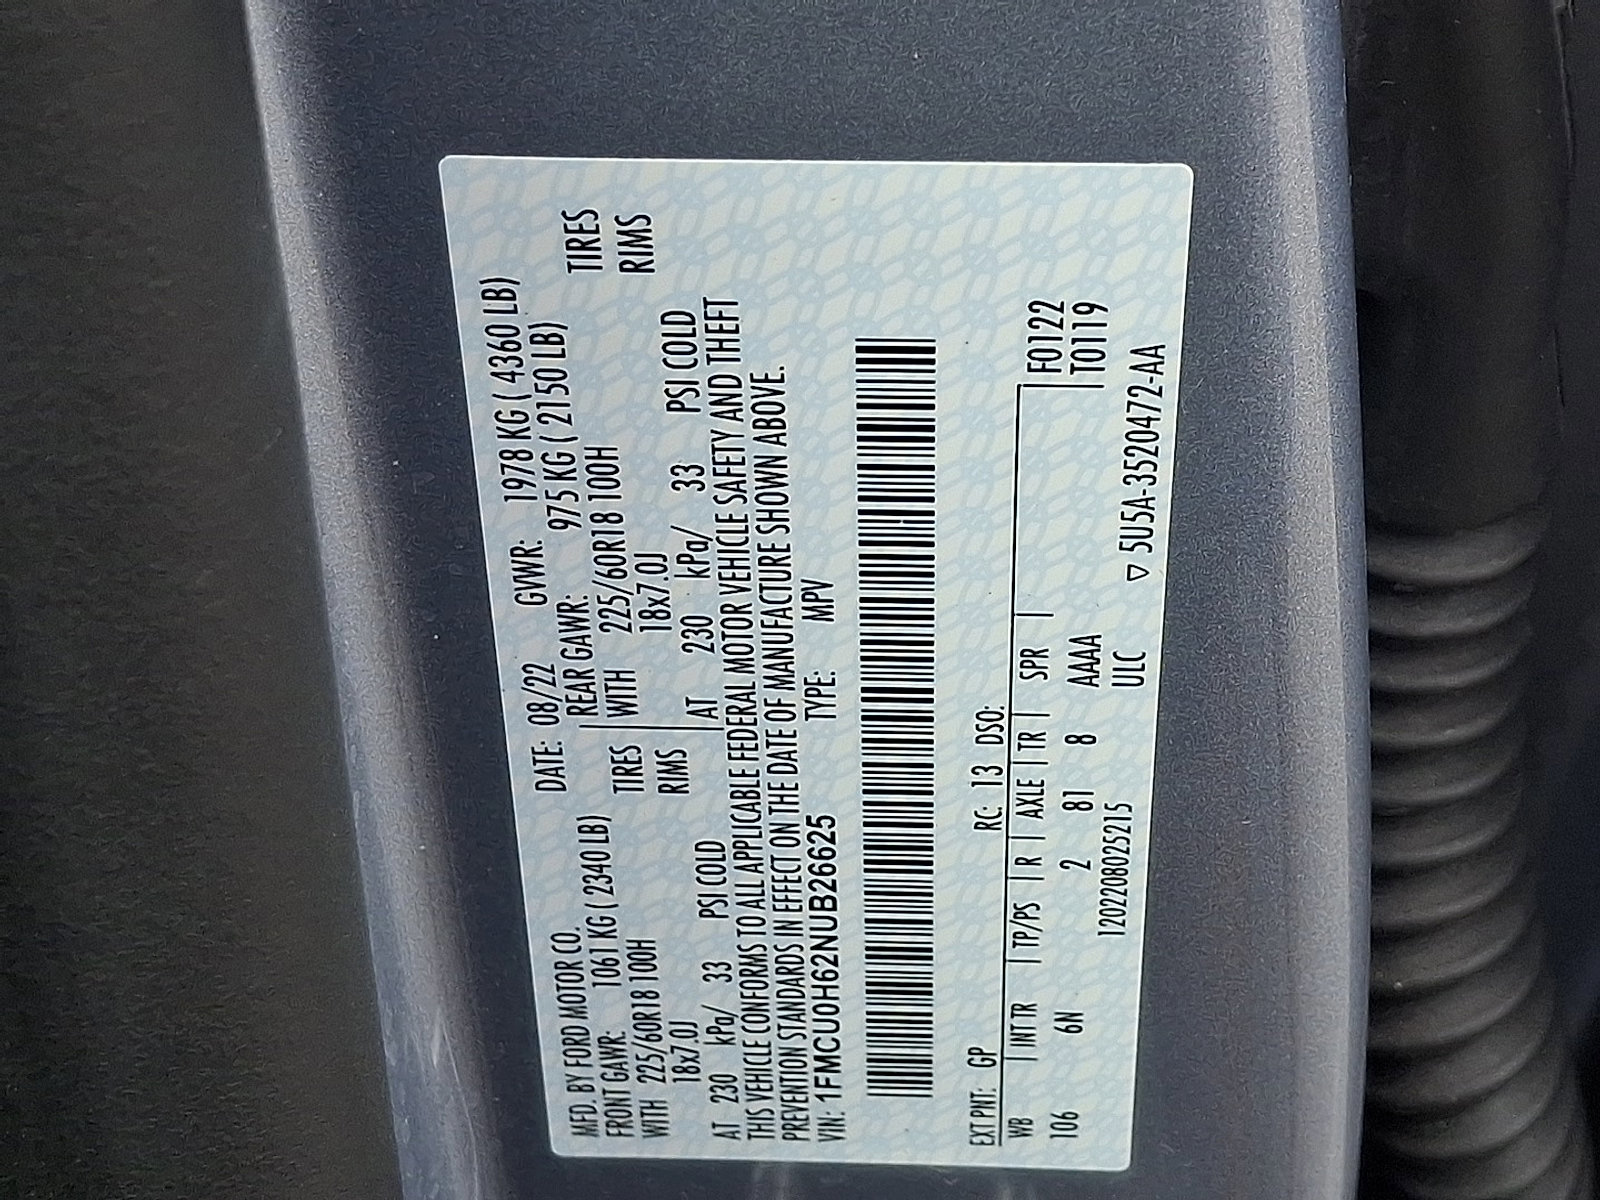 MFD. BY FORD MOTOR CO. DATE: 08/22 GVWR: 1978 KG ( 4360 LB)
FRONT GAWR: 1061 KG ( 2340 LB) REAR GAWR: 975 KG ( 2150 LB)
WITH 225/60R18 100H TIRES WITH 225/60R18 100H TIRES
18x7.0J RIMS 18x7.0J RIMS
AT 230 kPa/ 33 PSI COLD AT 230 kPa/ 33 PSI COLD
THIS VEHICLE CONFORMS TO ALL APPLICABLE FEDERAL MOTOR VEHICLE SAFETY AND THEFT
PREVENTION STANDARDS IN EFFECT ON THE DATE OF MANUFACTURE SHOWN ABOVE.
VIN: 1FMCU0H62NUB26625 TYPE: MPV
EXT PNT: GP RC: 13 DSO:
WB INT TR TP/PS R AXLE TR SPR F0122
106 6N 2 81 8 AAAA T0119
ULC
12022080252​15 ▽ 5U5A-3520472-AA